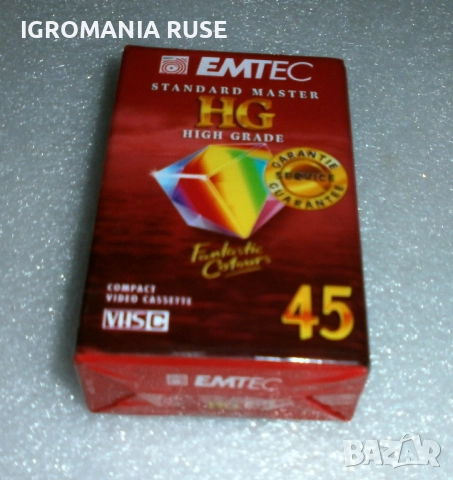 IGROMANIA RUSE
EMTEC
STANDARD MASTER
HG
HIGH GRADE
GARANTIE
SERVICE
GUARANTEE
Fantastic
Colours
COMPACT
VIDEO CASSETTE
VHS C
45
EMTEC
BAZAR